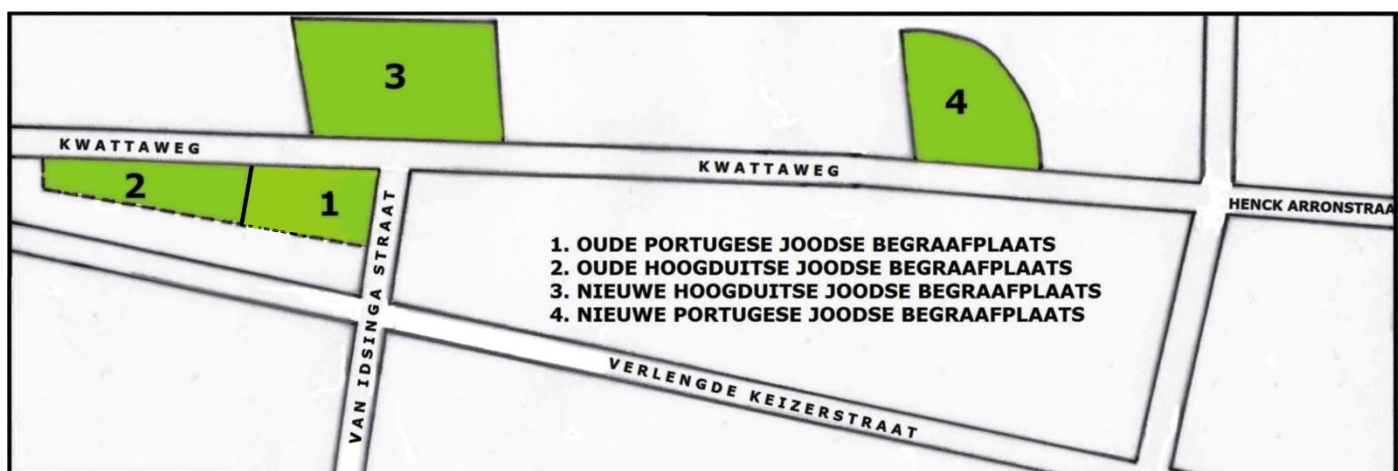 3
4
KWATTAWEG
KWATTAWEG
2
1
HENCK ARRONSTRAA
VAN IDSINGA STRAAT
1. OUDE PORTUGESE JOODSE BEGRAAFPLAATS
2. OUDE HOOGDUITSE JOODSE BEGRAAFPLAATS
3. NIEUWE HOOGDUITSE JOODSE BEGRAAFPLAATS
4. NIEUWE PORTUGESE JOODSE BEGRAAFPLAATS
VERLENGDE KEIZERSTRAAT